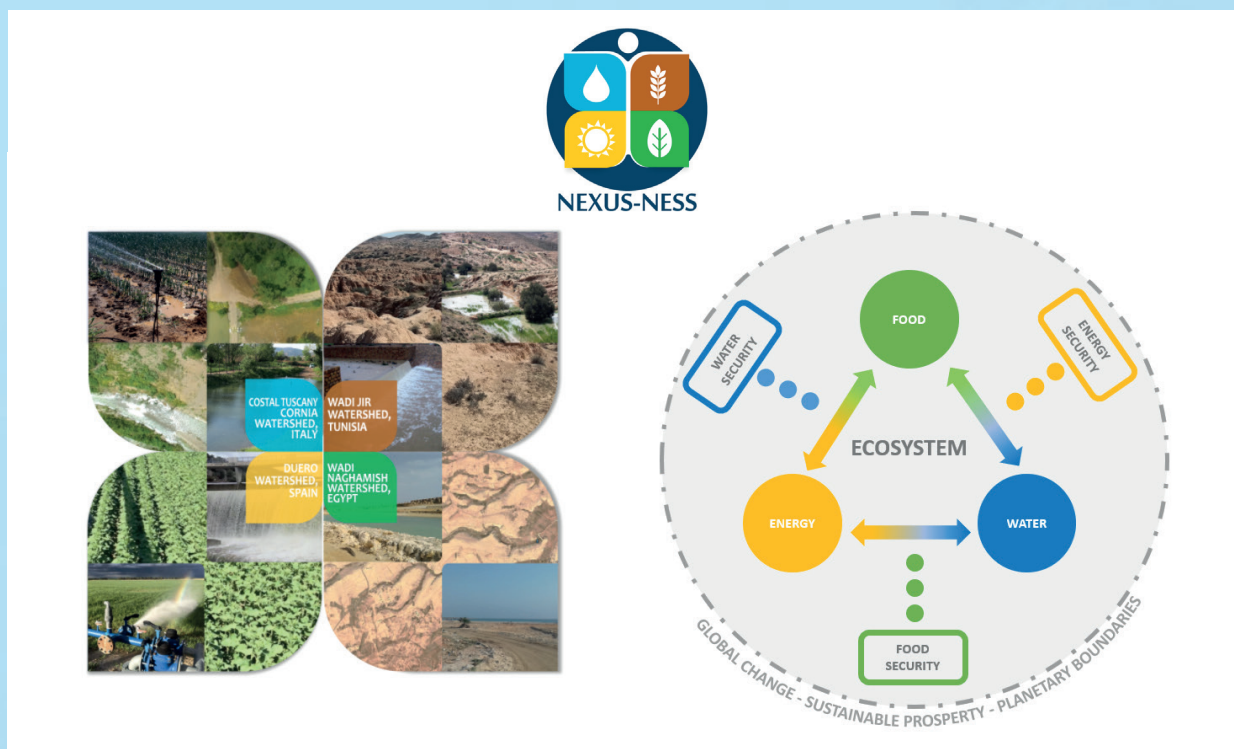 NEXUS-NESS
COSTAL TUSCANY
CORNIA
WATERSHED,
ITALY
WADI JIR
WATERSHED,
TUNISIA
DUERO
WATERSHED,
SPAIN
WADI
NAGHAMISH
WATERSHED,
EGYPT
FOOD
WATER
SECURITY
ENERGY
SECURITY
ECOSYSTEM
ENERGY
WATER
FOOD
SECURITY
GLOBAL CHANGE - SUSTAINABLE PROSPERTY - PLANETARY BOUNDARIES